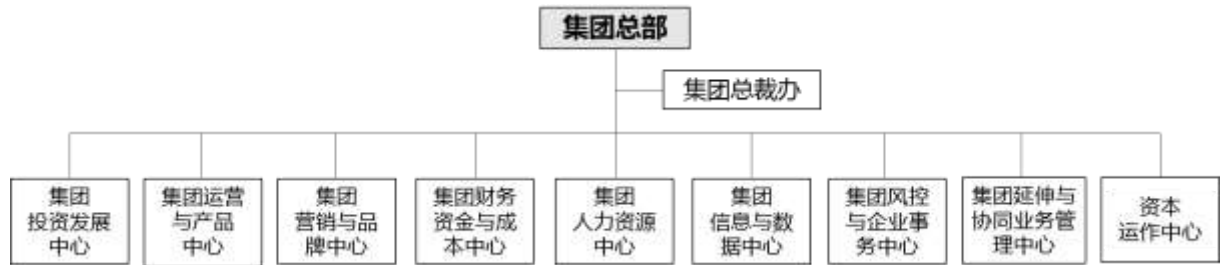 集团总部
集团总裁办
集团
投资发展
中心
集团运营
与产品
中心
集团
营销与品
牌中心
集团财务
资金与成
本中心
集团
人力资源
中心
集团
信息与数
据中心
集团风控
与企业事
务中心
集团延伸与
协同业务管
理中心
资本
运作中心